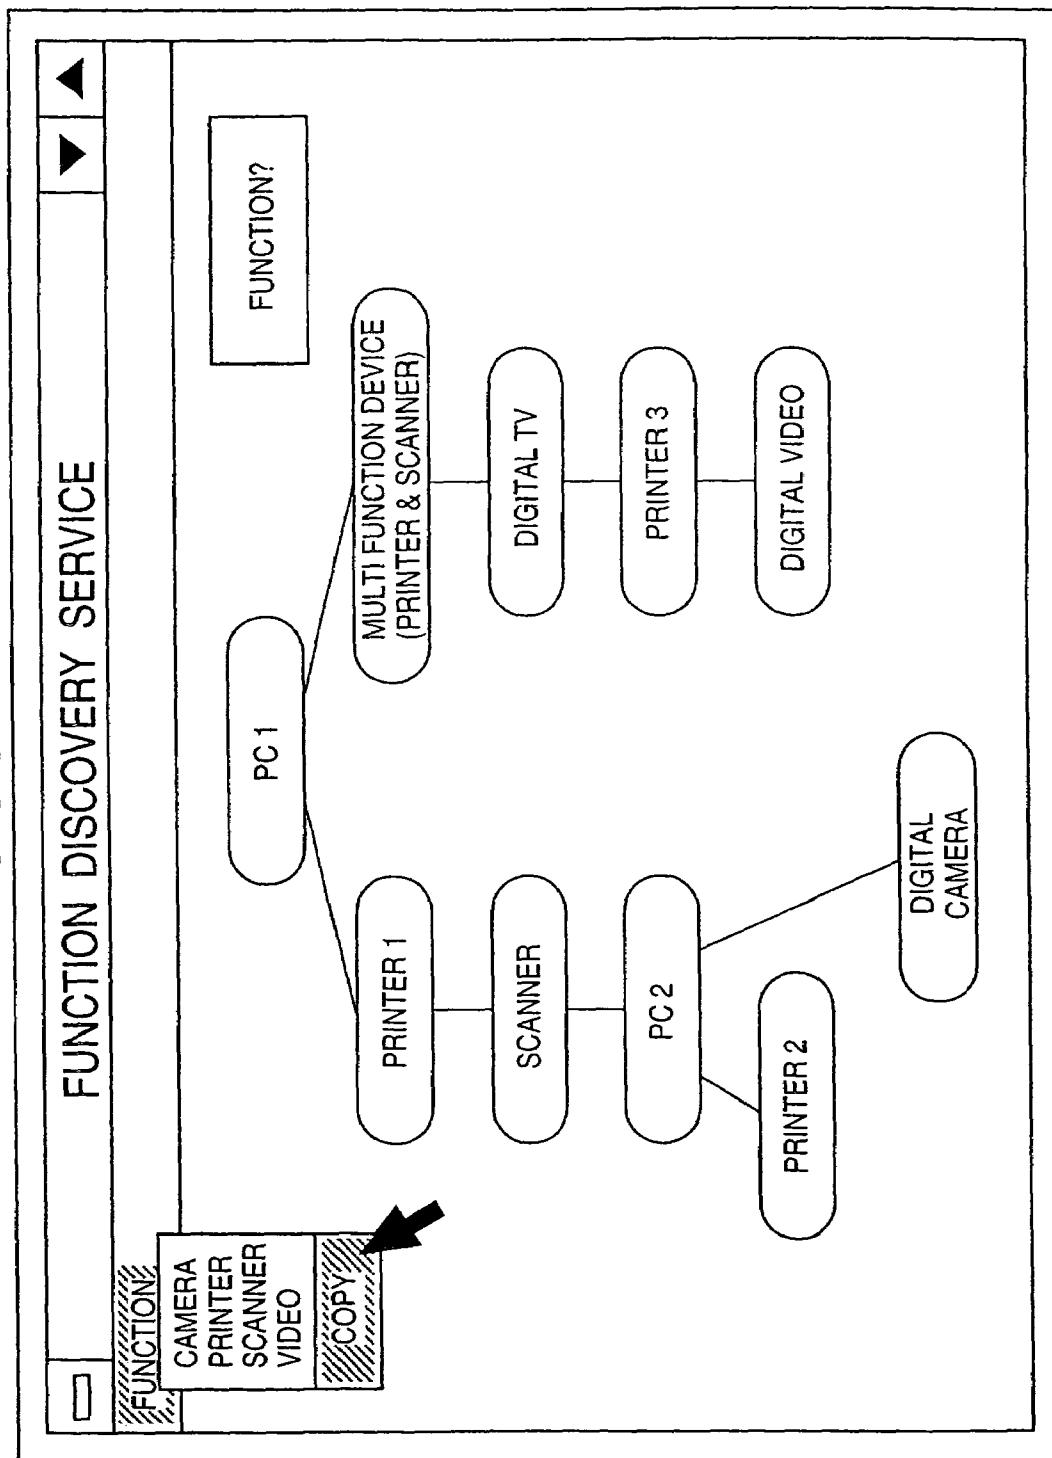 FUNCTION DISCOVERY SERVICE
FUNCTION
CAMERA
PRINTER
SCANNER
VIDEO
COPY
FUNCTION?
PC 1
PRINTER 1
MULTI FUNCTION DEVICE
(PRINTER & SCANNER)
SCANNER
DIGITAL TV
PC 2
PRINTER 3
PRINTER 2
DIGITAL VIDEO
DIGITAL
CAMERA